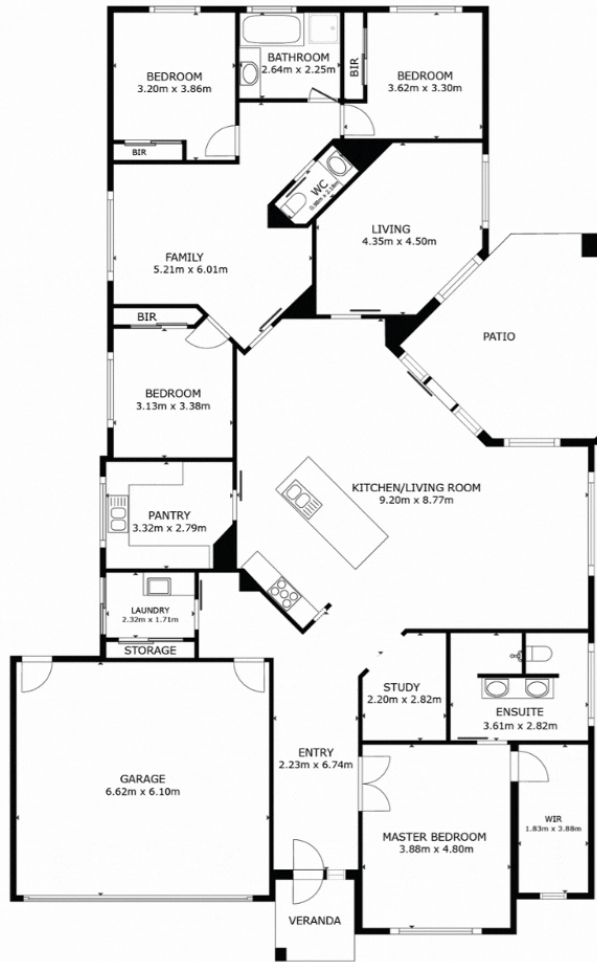 BEDROOM
3.20m x 3.86m
BATHROOM
2.64m x 2.25m
BIR
BEDROOM
3.62m x 3.30m
BIR
WC
0.98m x 2.18m
LIVING
4.35m x 4.50m
FAMILY
5.21m x 6.01m
BIR
PATIO
BEDROOM
3.13m x 3.38m
KITCHEN/LIVING ROOM
9.20m x 8.77m
PANTRY
3.32m x 2.79m
LAUNDRY
2.32m x 1.71m
STORAGE
STUDY
2.20m x 2.82m
ENSUITE
3.61m x 2.82m
ENTRY
2.23m x 6.74m
GARAGE
6.62m x 6.10m
MASTER BEDROOM
3.88m x 4.80m
WIR
1.83m x 3.88m
VERANDA